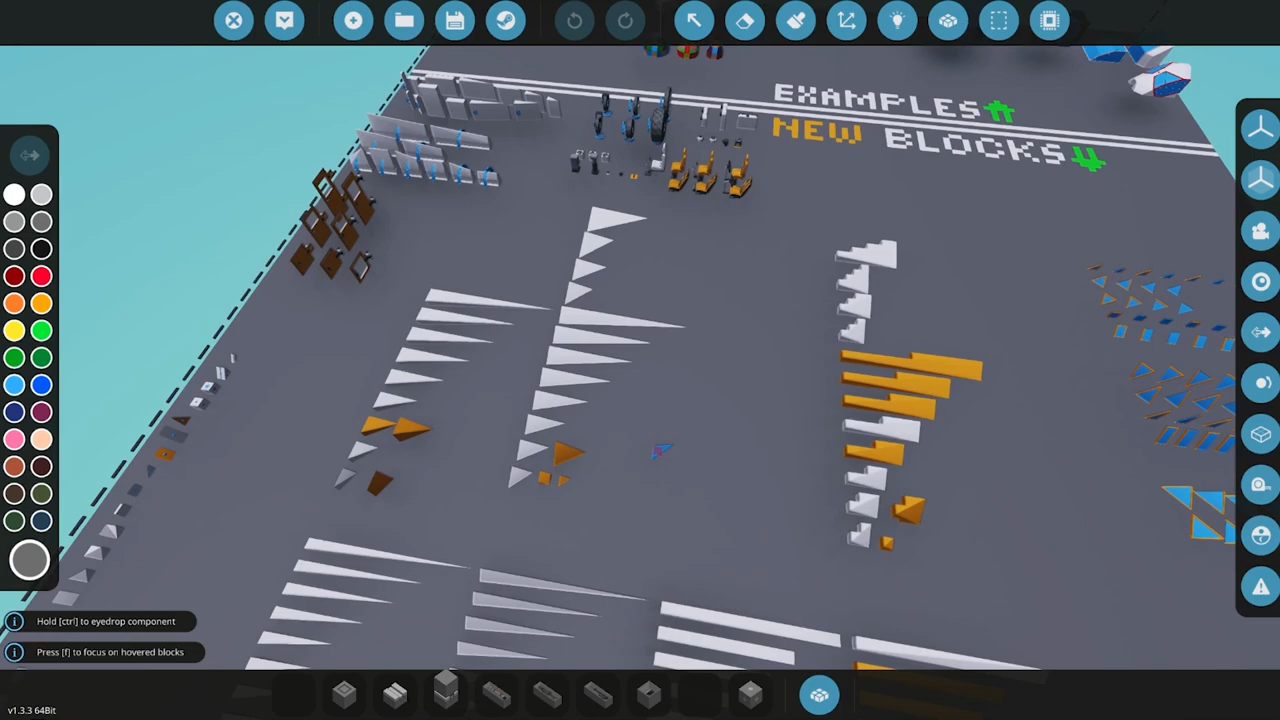 EXAMPLES
NEW BLOCKS
Hold [ctrl] to eyedrop component
Press [f] to focus on hovered blocks
v1.3.3 64Bit